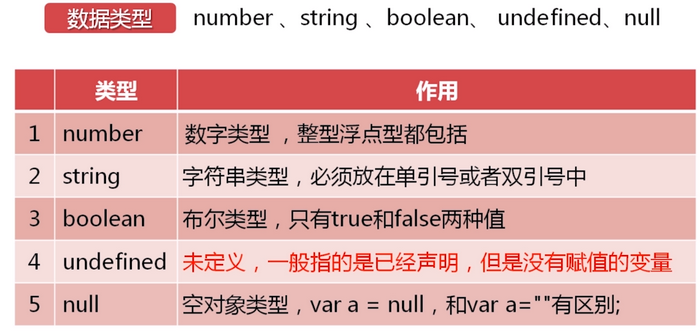 数据类型 number 、string 、boolean、 undefined、null
类型 作用
1 number 数字类型 ，整型浮点型都包括
2 string 字符串类型，必须放在单引号或者双引号中
3 boolean 布尔类型，只有true和false两种值
4 undefined 未定义，一般指的是已经声明，但是没有赋值的变量
5 null 空对象类型，var a = null，和var a=""有区别;